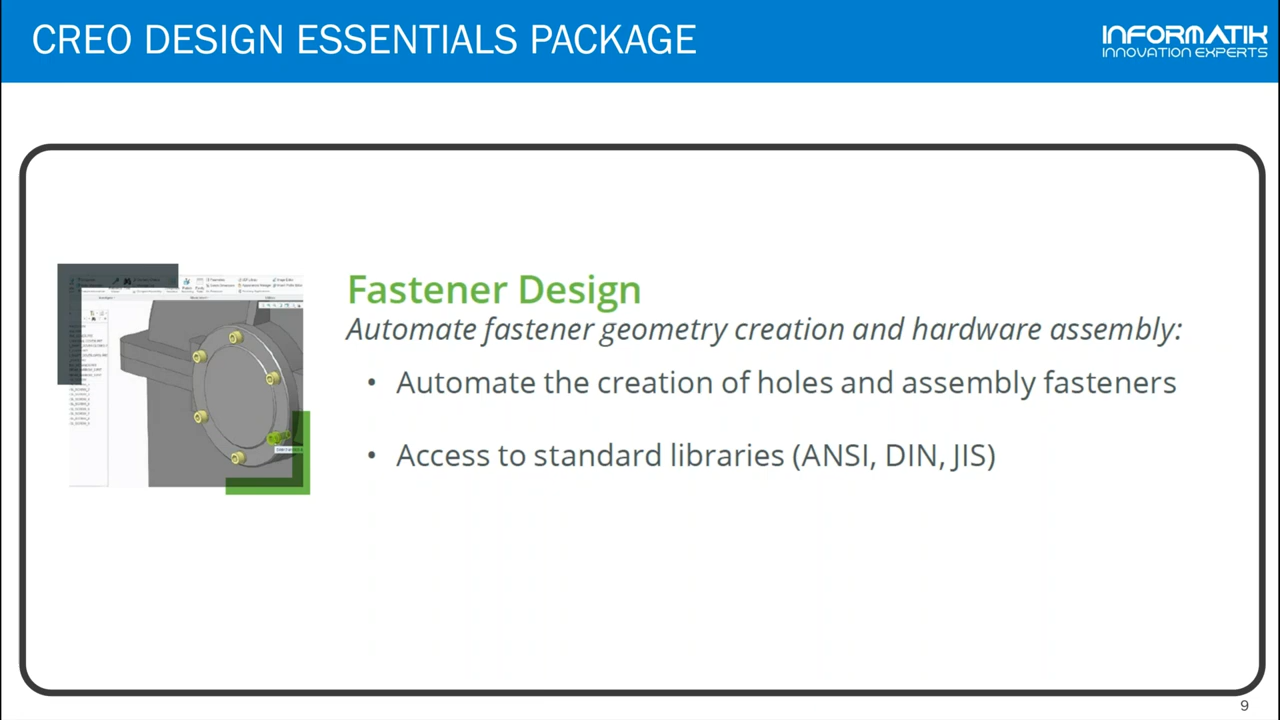 CREO DESIGN ESSENTIALS PACKAGE
INFORMATIK
INNOVATION EXPERTS
Fastener Design
Automate fastener geometry creation and hardware assembly:
• Automate the creation of holes and assembly fasteners
• Access to standard libraries (ANSI, DIN, JIS)
9